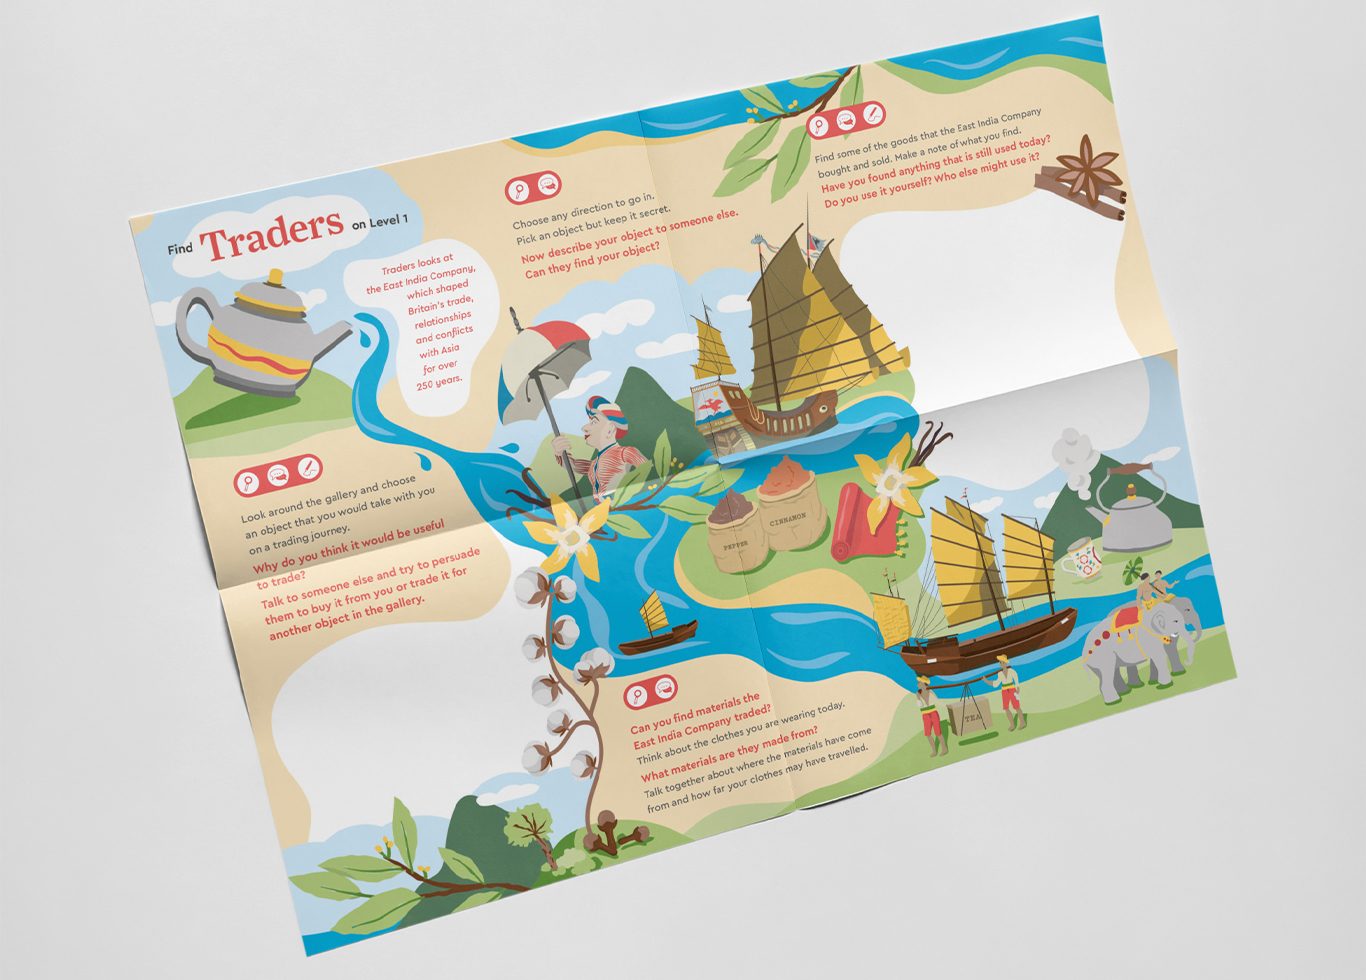 Find Traders on Level 1
Traders looks at
the East India Company,
which shaped
Britain's trade,
relationships
and conflicts
with Asia
for over
250 years.
Choose any direction to go in.
Pick an object but keep it secret.
Now describe your object to someone else.
Can they find your object?
Find some of the goods that the East India Company
bought and sold. Make a note of what you find.
Have you found anything that is still used today?
Do you use it yourself? Who else might use it?
Look around the gallery and choose
an object that you would take with you
on a trading journey.
Why do you think it would be useful
to trade?
Talk to someone else and try to persuade
them to buy it from you or trade it for
another object in the gallery.
PEPPER
CINNAMON
TEA
Can you find materials the
East India Company traded?
Think about the clothes you are wearing today.
What materials are they made from?
Talk together about where the materials have come
from and how far your clothes may have travelled.